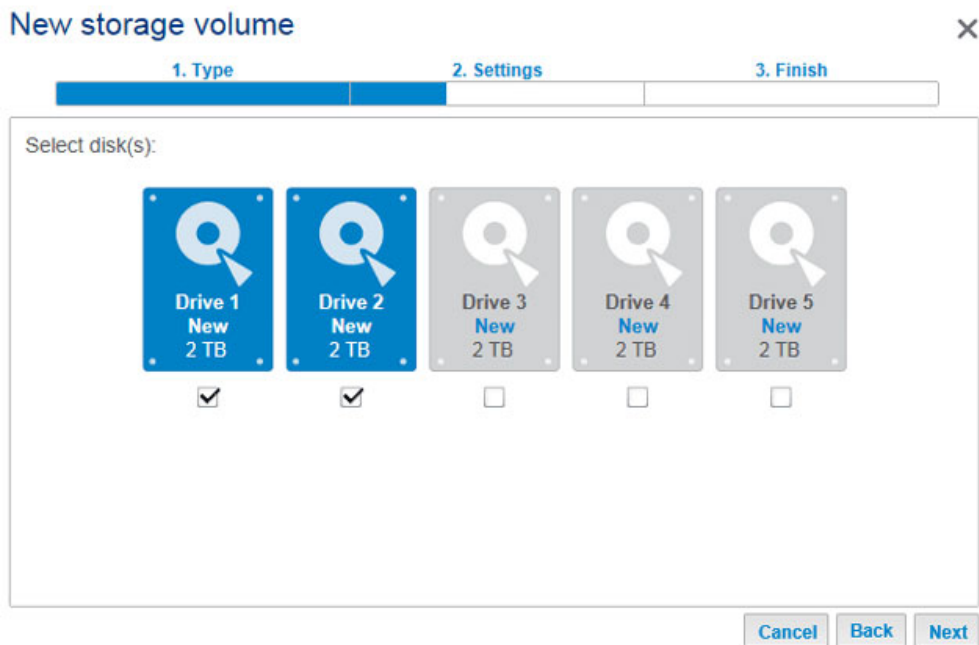 New storage volume
1. Type 2. Settings 3. Finish
Select disk(s):
Drive 1 Drive 2 Drive 3 Drive 4 Drive 5
New New New New New
2 TB 2 TB 2 TB 2 TB 2 TB
Cancel Back Next